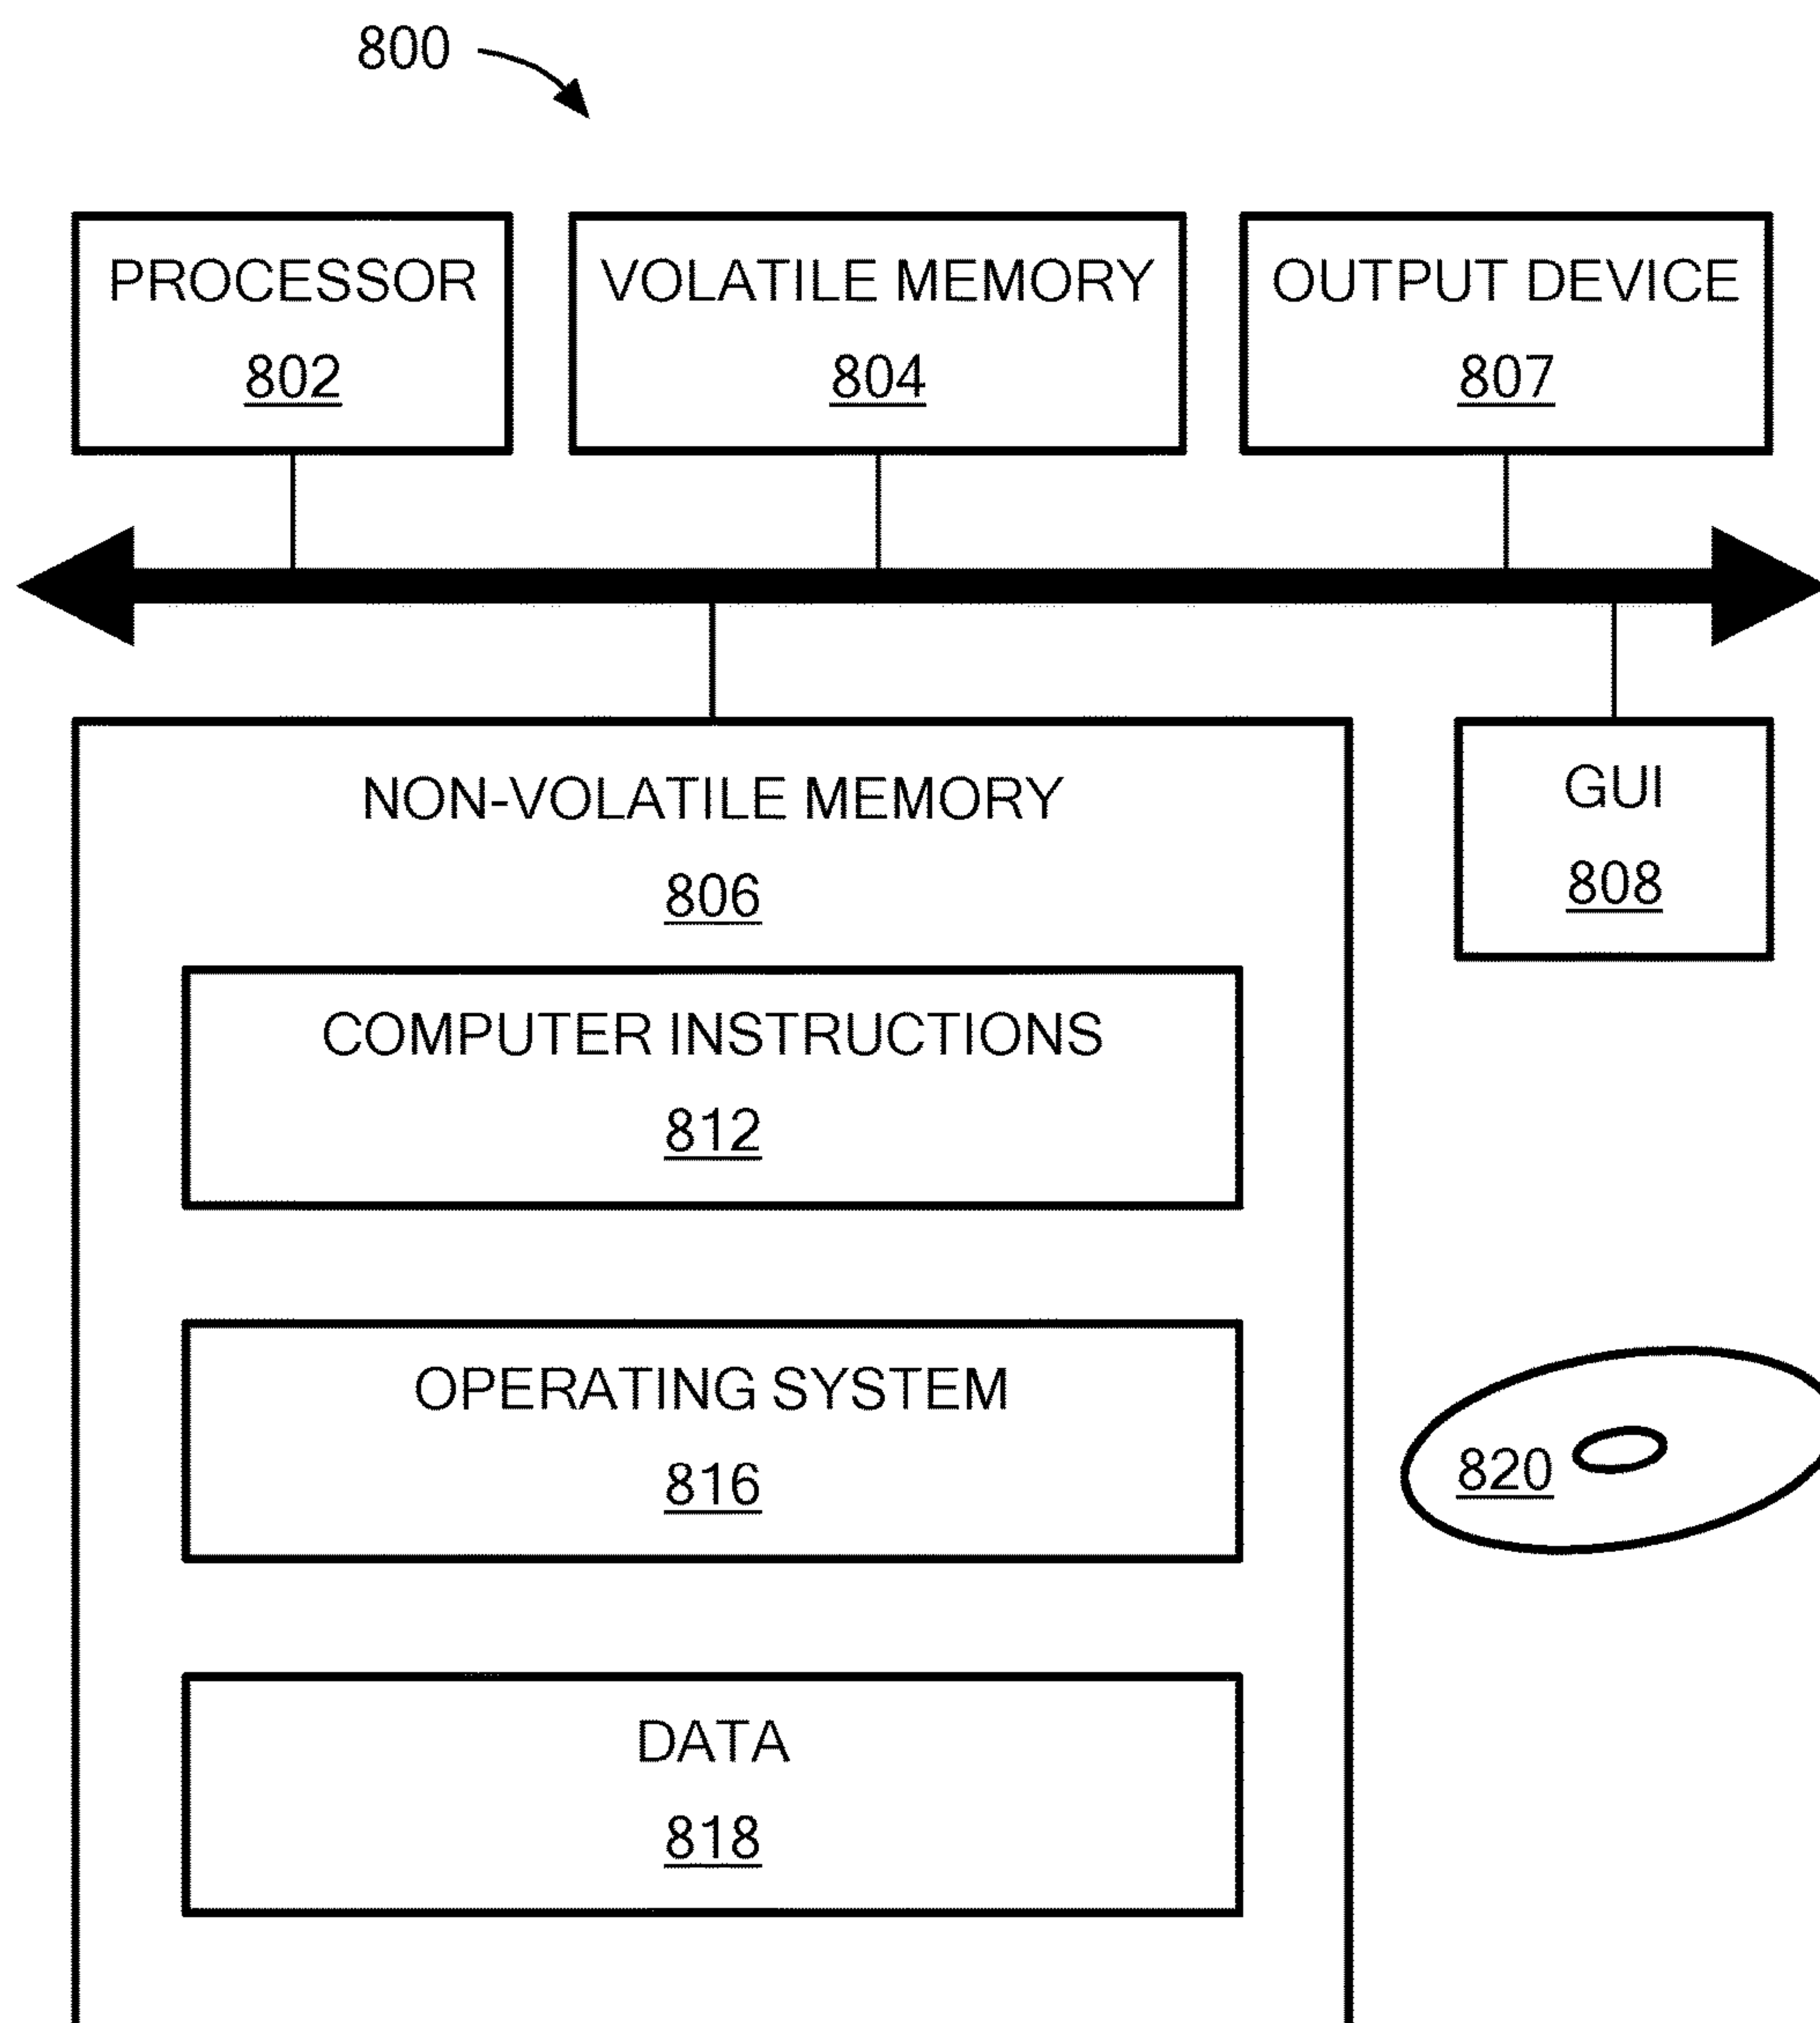 800
PROCESSOR
802
VOLATILE MEMORY
804
OUTPUT DEVICE
807
NON-VOLATILE MEMORY
806
GUI
808
COMPUTER INSTRUCTIONS
812
OPERATING SYSTEM
816
820
DATA
818